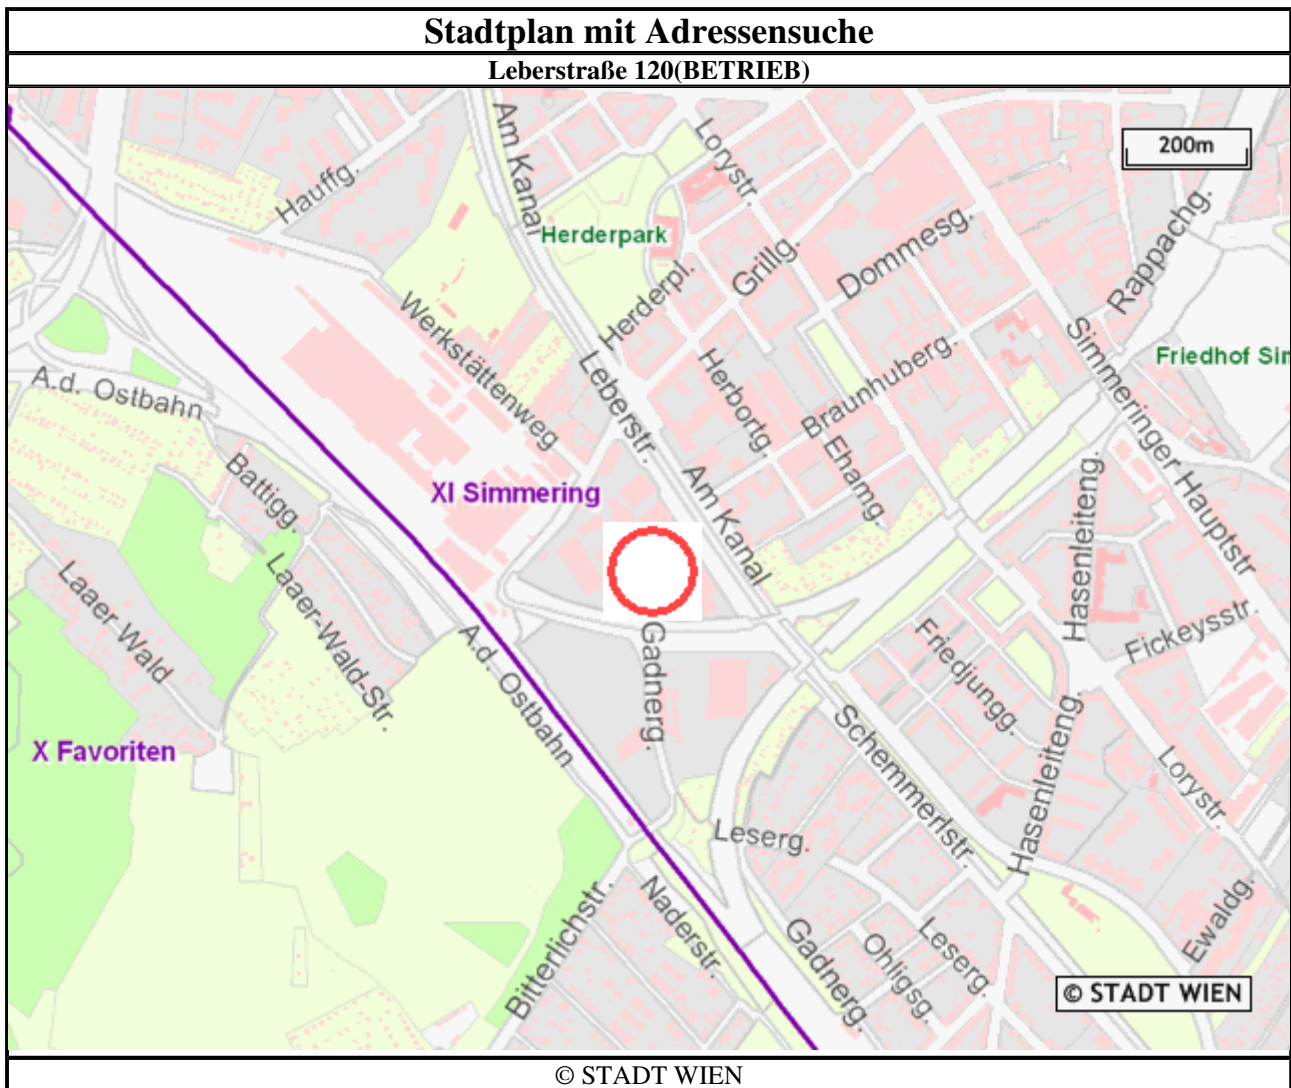 Stadtplan mit Adressensuche
Leberstraße 120(BETRIEB)
Am Kanal
Lorystr.
200m
Hauffg.
Herderpark
Grillg.
Dommesg.
Rappachg.
Herderpl.
Werkstättenweg
Leberstr.
Herbortg.
Braunhuberg.
Simmeringer Hauptstr
Friedhof Sir
A.d. Ostbahn
Battigg.
XI Simmering
Am Kanal
Ehamg.
Hasenleiteng.
Laaer Wald
Laaer-Wald-Str.
A.d. Ostbahn
Gadnerg.
Friedjungg.
Fickeysstr.
X Favoriten
Schemmerlstr.
Hasenleiteng.
Lorystr.
Leserg.
Bitterlichstr.
Naderstr.
Gadnerg.
Ohligsg.
Leserg.
Ewaldg.
© STADT WIEN
© STADT WIEN